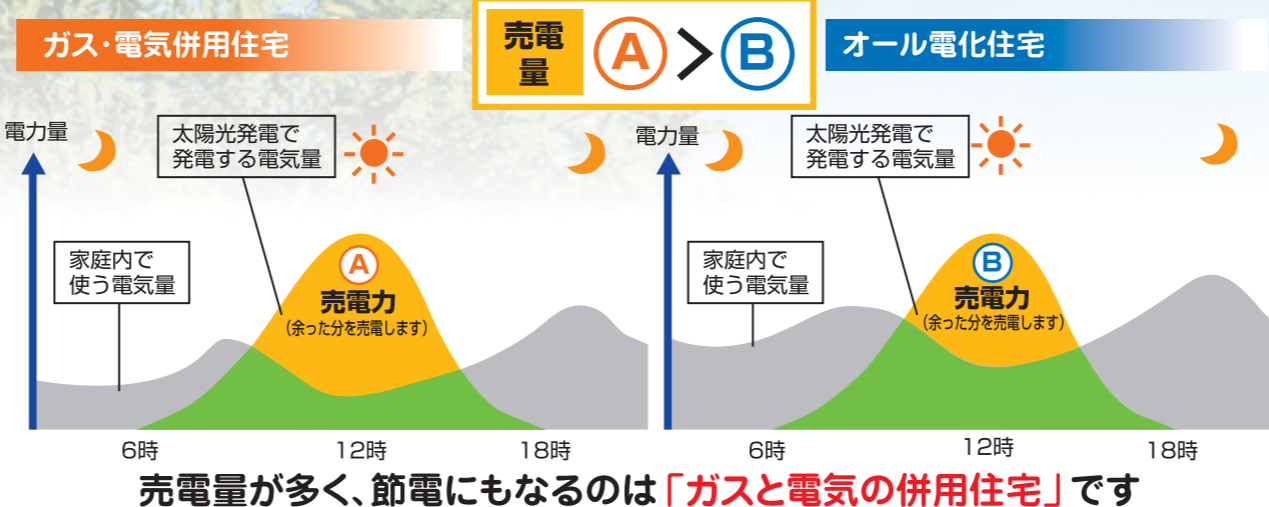 ガス・電気併用住宅
売電
量
A > B
オール電化住宅
電力量
太陽光発電で
発電する電気量
家庭内で
使う電気量
A
売電力
(余った分を売電します)
6時
12時
18時
電力量
太陽光発電で
発電する電気量
家庭内で
使う電気量
B
売電力
(余った分を売電します)
6時
12時
18時
売電量が多く、節電にもなるのは「ガスと電気の併用住宅」です